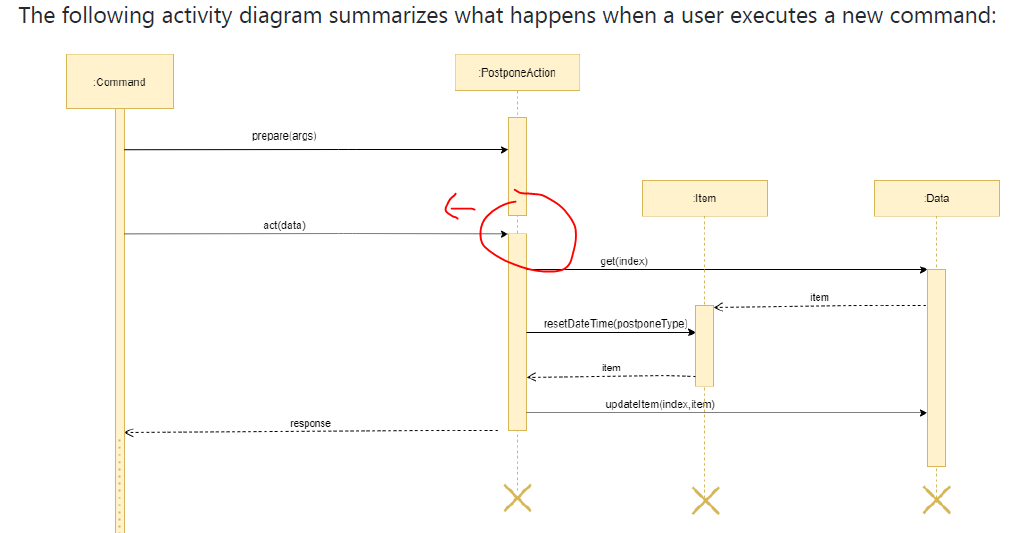 The following activity diagram summarizes what happens when a user executes a new command:
:Command
:PostponeAction
prepare(args)
:Item
:Data
act(data)
get(index)
item
resetDateTime(postponeType)
item
updateItem(index,item)
response